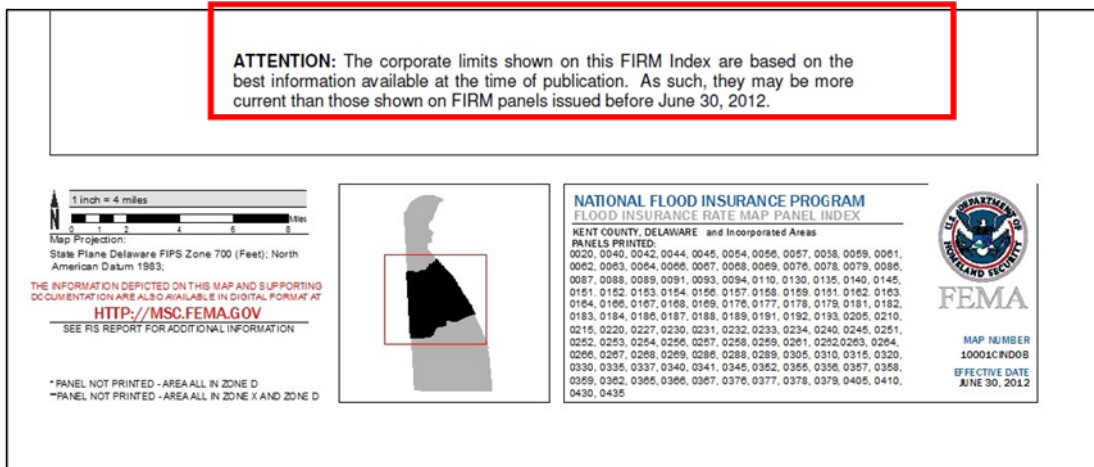 ATTENTION: The corporate limits shown on this FIRM Index are based on the
best information available at the time of publication. As such, they may be more
current than those shown on FIRM panels issued before June 30, 2012.
1 inch = 4 miles
N
Miles
0 2 4 6 8
Map Projection:
State Plane Delaware FIPS Zone 700 (Feet); North
American Datum 1983;
THE INFORMATION DEPICTED ON THIS MAP AND SUPPORTING
DOCUMENTATION ARE ALSO AVAILABLE IN DIGITAL FORMAT AT
HTTP://MSC.FEMA.GOV
SEE FIS REPORT FOR ADDITIONAL INFORMATION
* PANEL NOT PRINTED - AREA ALL IN ZONE D
**PANEL NOT PRINTED - AREA ALL IN ZONE X AND ZONE D
NATIONAL FLOOD INSURANCE PROGRAM
FLOOD INSURANCE RATE MAP PANEL INDEX
KENT COUNTY, DELAWARE and Incorporated Areas
PANELS PRINTED:
0020, 0040, 0042, 0044, 0045, 0054, 0056, 0057, 0058, 0059, 0061,
0062, 0063, 0064, 0066, 0067, 0068, 0069, 0076, 0078, 0079, 0086,
0087, 0088, 0089, 0091, 0093, 0094, 0110, 0130, 0135, 0140, 0145,
0151, 0152, 0153, 0154, 0156, 0157, 0158, 0159, 0161, 0162, 0163,
0164, 0166, 0167, 0168, 0169, 0176, 0177, 0178, 0179, 0181, 0182,
0183, 0184, 0186, 0187, 0188, 0189, 0191, 0192, 0193, 0205, 0210,
0215, 0220, 0227, 0230, 0231, 0232, 0233, 0234, 0240, 0245, 0251,
0252, 0253, 0254, 0256, 0257, 0258, 0259, 0261, 0262,0263, 0264,
0266, 0267, 0268, 0269, 0286, 0288, 0289, 0305, 0310, 0315, 0320,
0330, 0335, 0337, 0340, 0341, 0345, 0352, 0355, 0356, 0357, 0358,
0359, 0362, 0365, 0366, 0367, 0376, 0377, 0378, 0379, 0405, 0410,
0430, 0435
U.S. DEPARTMENT OF
HOMELAND SECURITY
FEMA
MAP NUMBER
10001CIND0B
EFFECTIVE DATE
JUNE 30, 2012